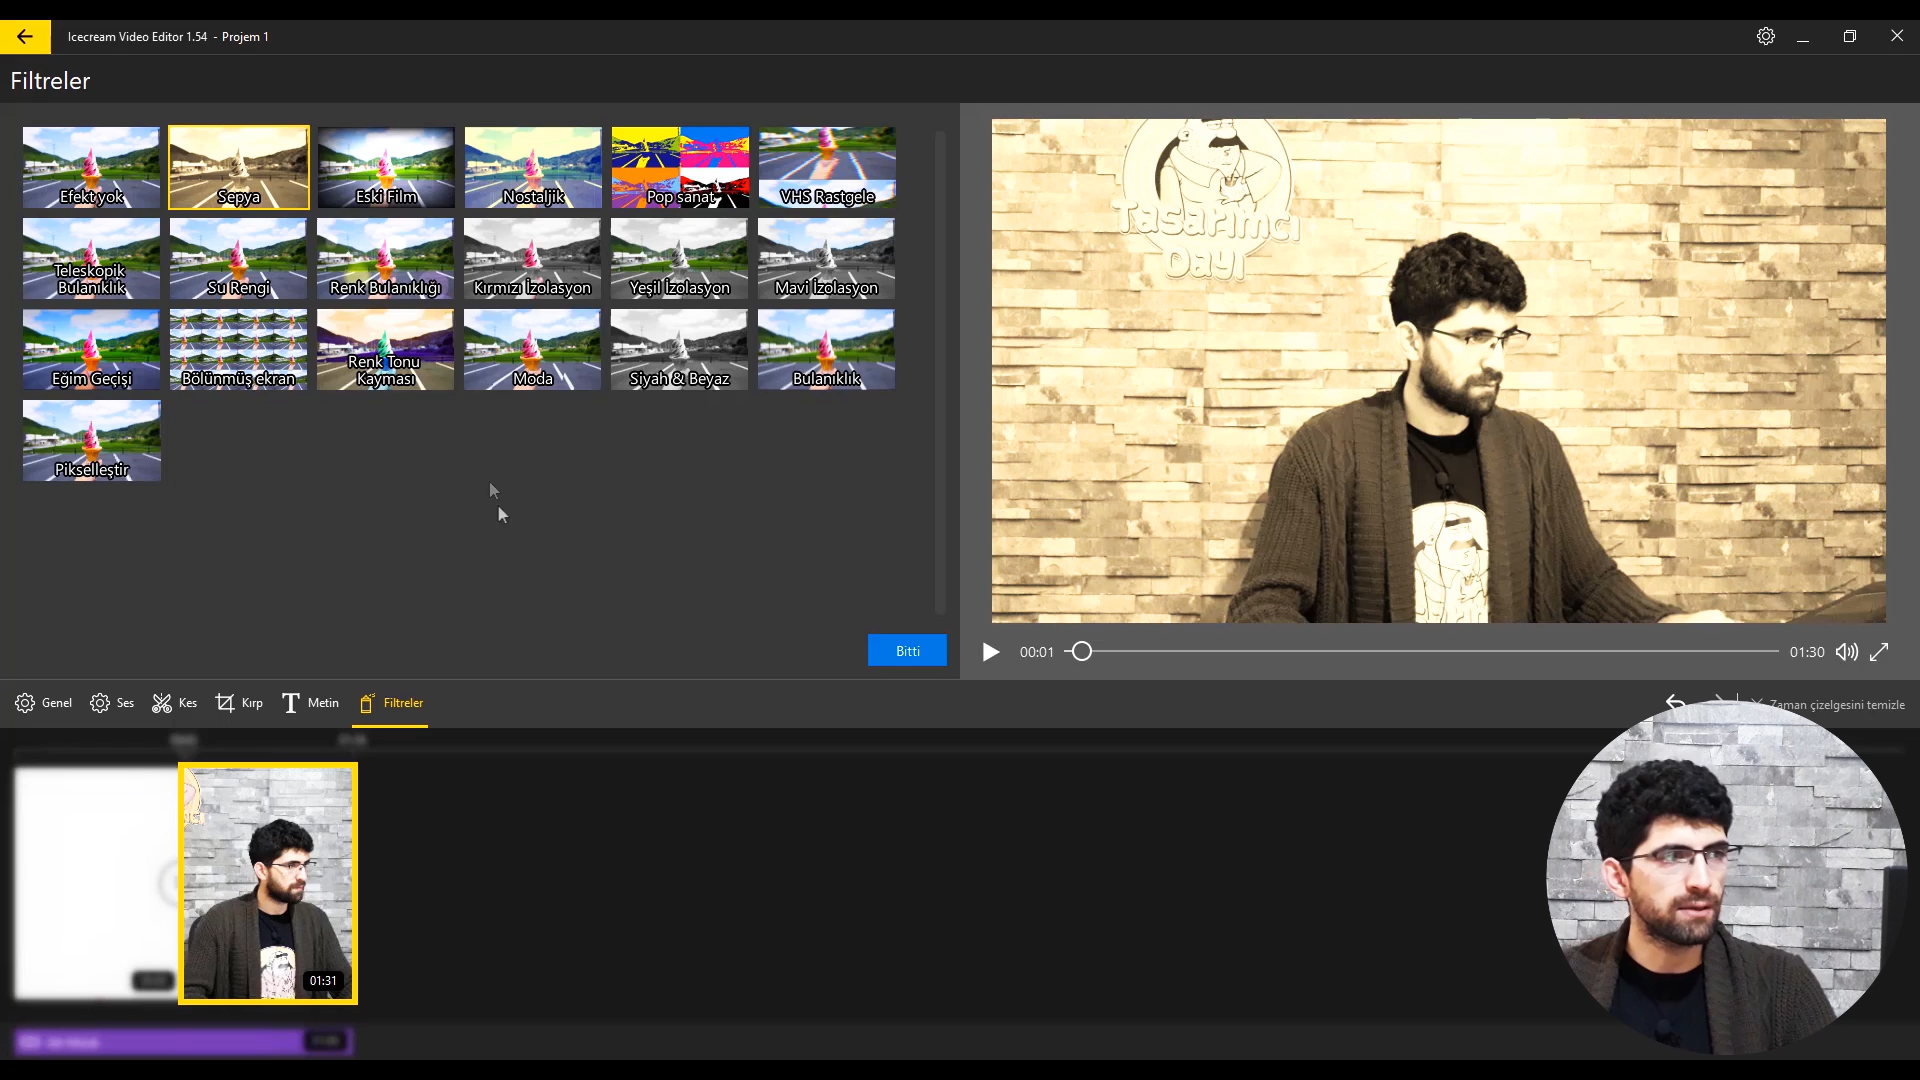 Icecream Video Editor 1.54 - Projem 1
Filtreler
Efekt yok
Sepya
Eski Film
Nostaljik
Pop sanat
VHS Rastgele
Teleskopik
Bulanıklık
Su Rengi
Renk Bulanıklığı
Kırmızı İzolasyon
Yeşil İzolasyon
Mavi İzolasyon
Eğim Geçişi
Bölünmüş ekran
Renk Tonu
Kayması
Moda
Siyah & Beyaz
Bulanıklık
Pikselleştir
Bitti
Tasarımcı
Dayı
00:01
01:30
Genel
Ses
Kes
Kırp
Metin
Filtreler
Zaman çizelgesini temizle
01:31